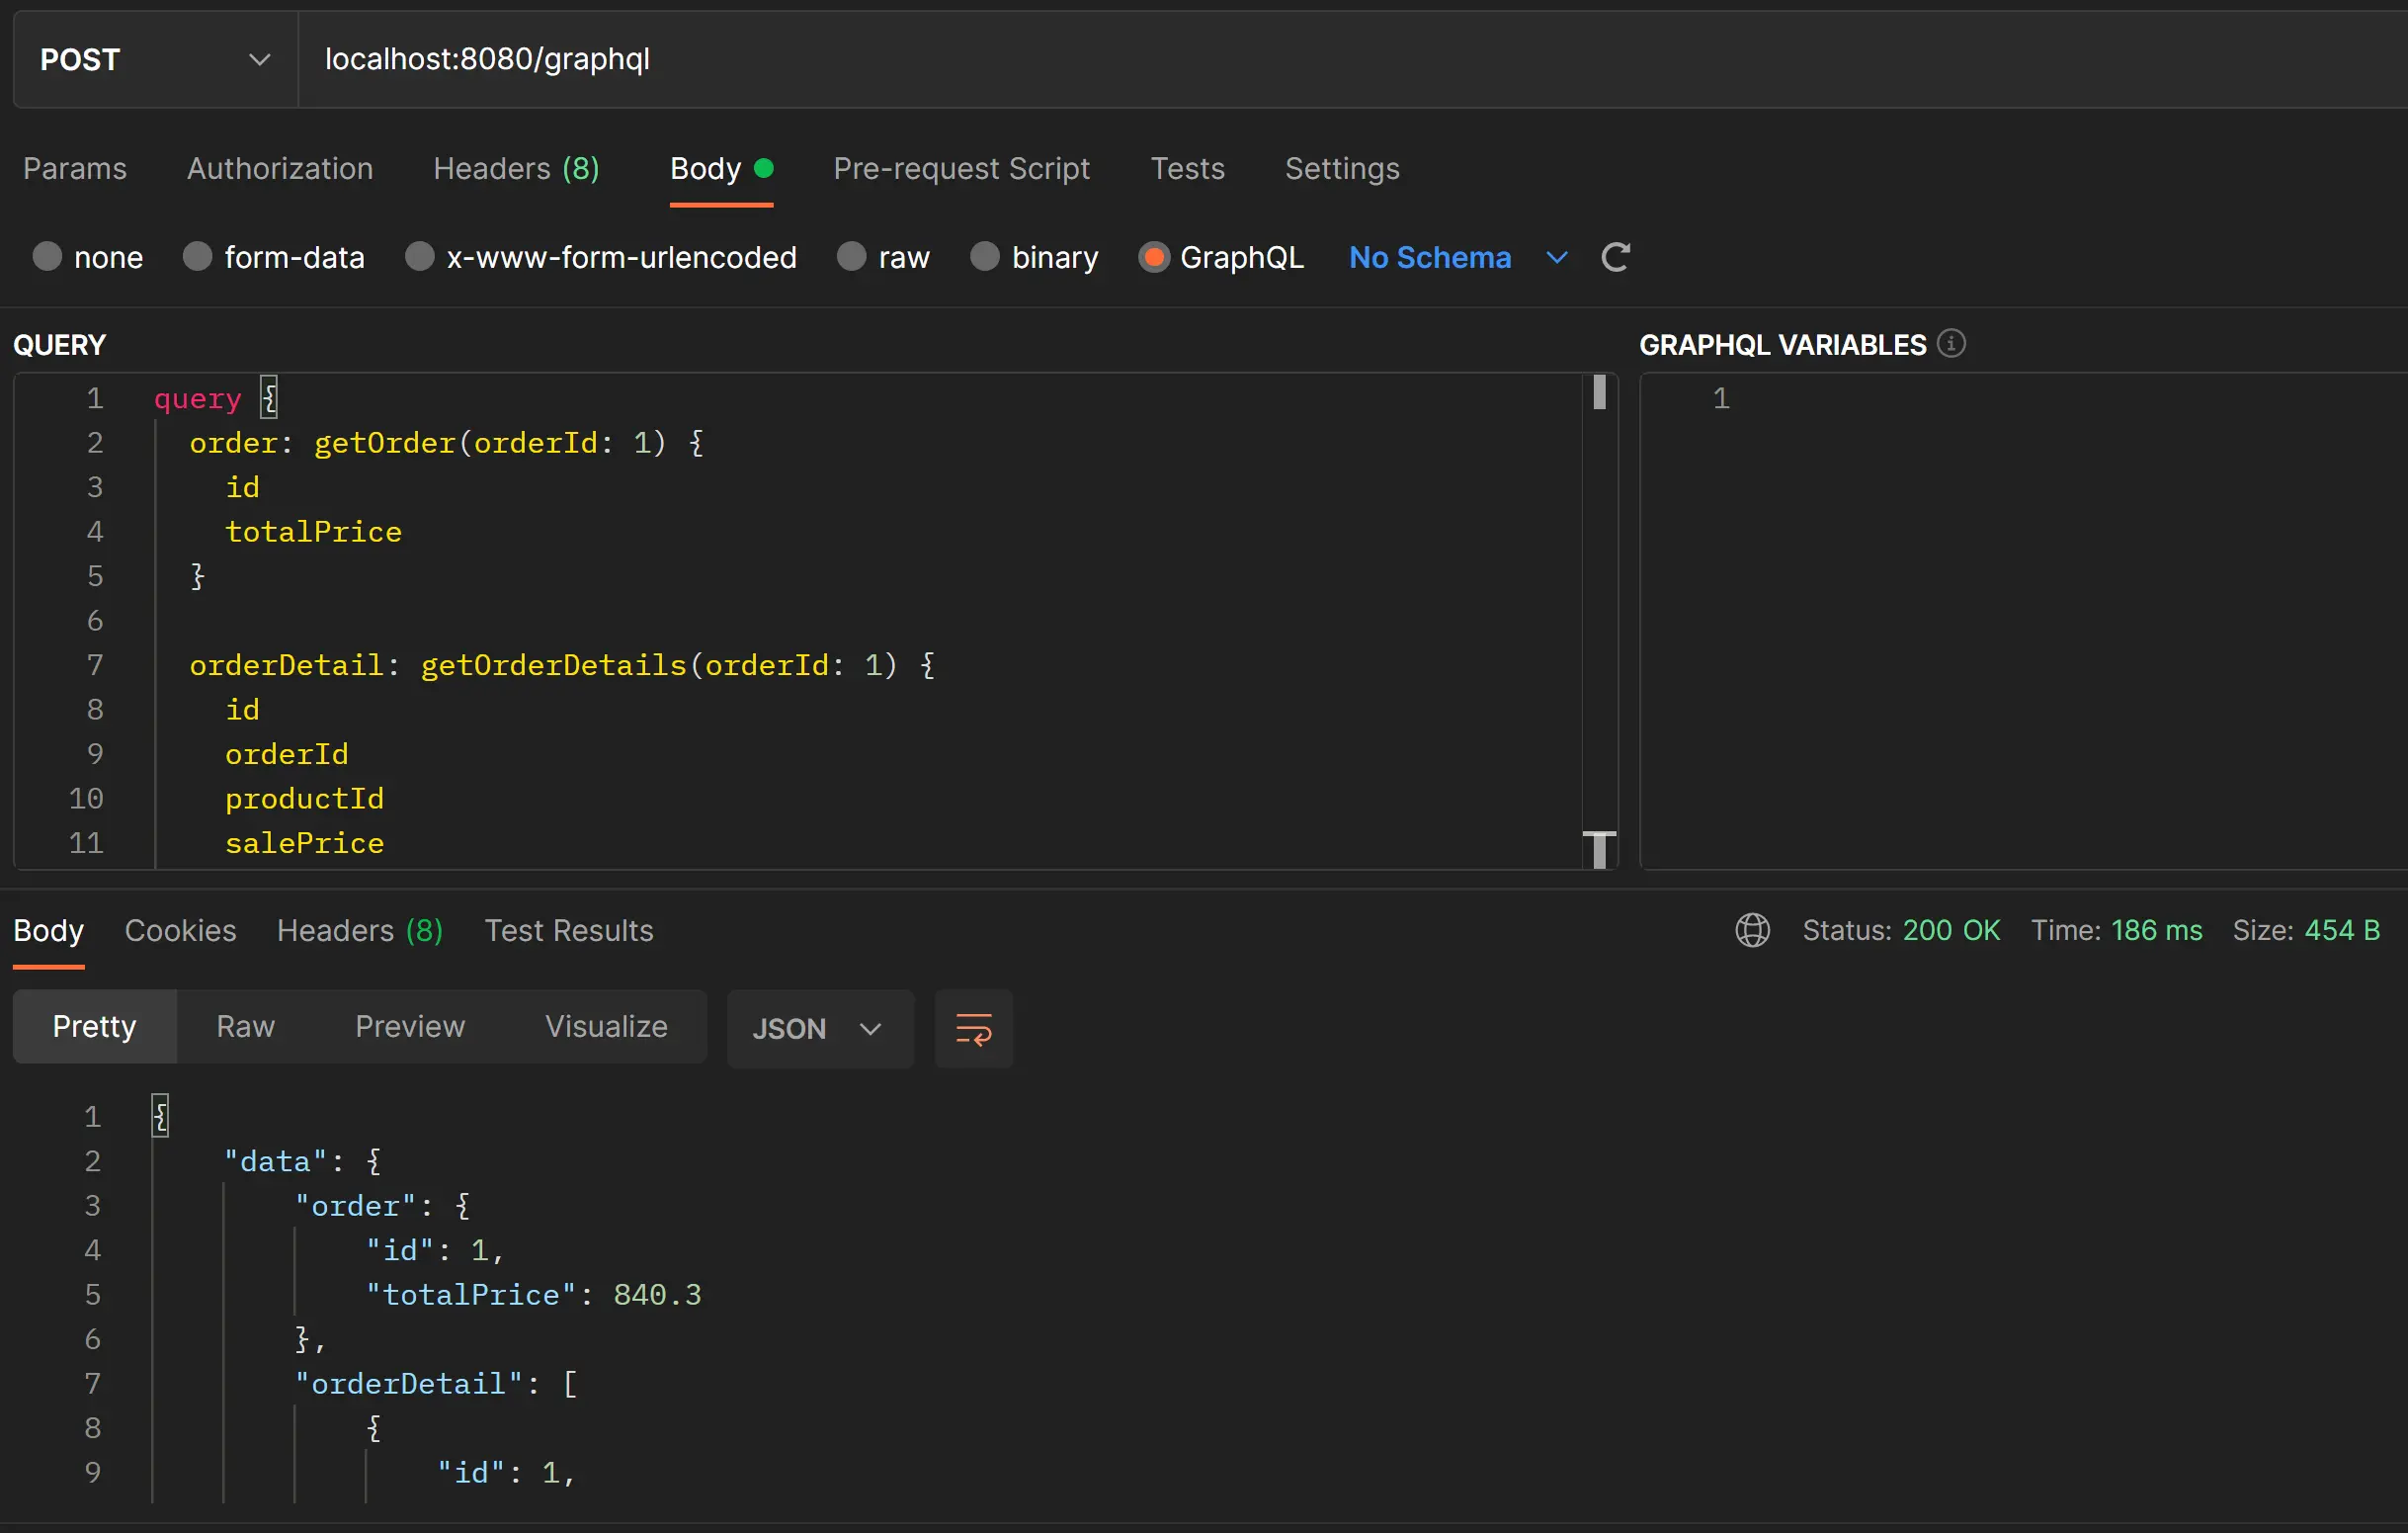 POST localhost:8080/graphql
Params Authorization Headers (8) Body Pre-request Script Tests Settings
none form-data x-www-form-urlencoded raw binary GraphQL No Schema
QUERY
1 query {
2 order: getOrder(orderId: 1) {
3 id
4 totalPrice
5 }
6
7 orderDetail: getOrderDetails(orderId: 1) {
8 id
9 orderId
10 productId
11 salePrice
GRAPHQL VARIABLES
1
Body Cookies Headers (8) Test Results Status: 200 OK Time: 186 ms Size: 454 B
Pretty Raw Preview Visualize JSON
1 {
2 "data": {
3 "order": {
4 "id": 1,
5 "totalPrice": 840.3
6 },
7 "orderDetail": [
8 {
9 "id": 1,